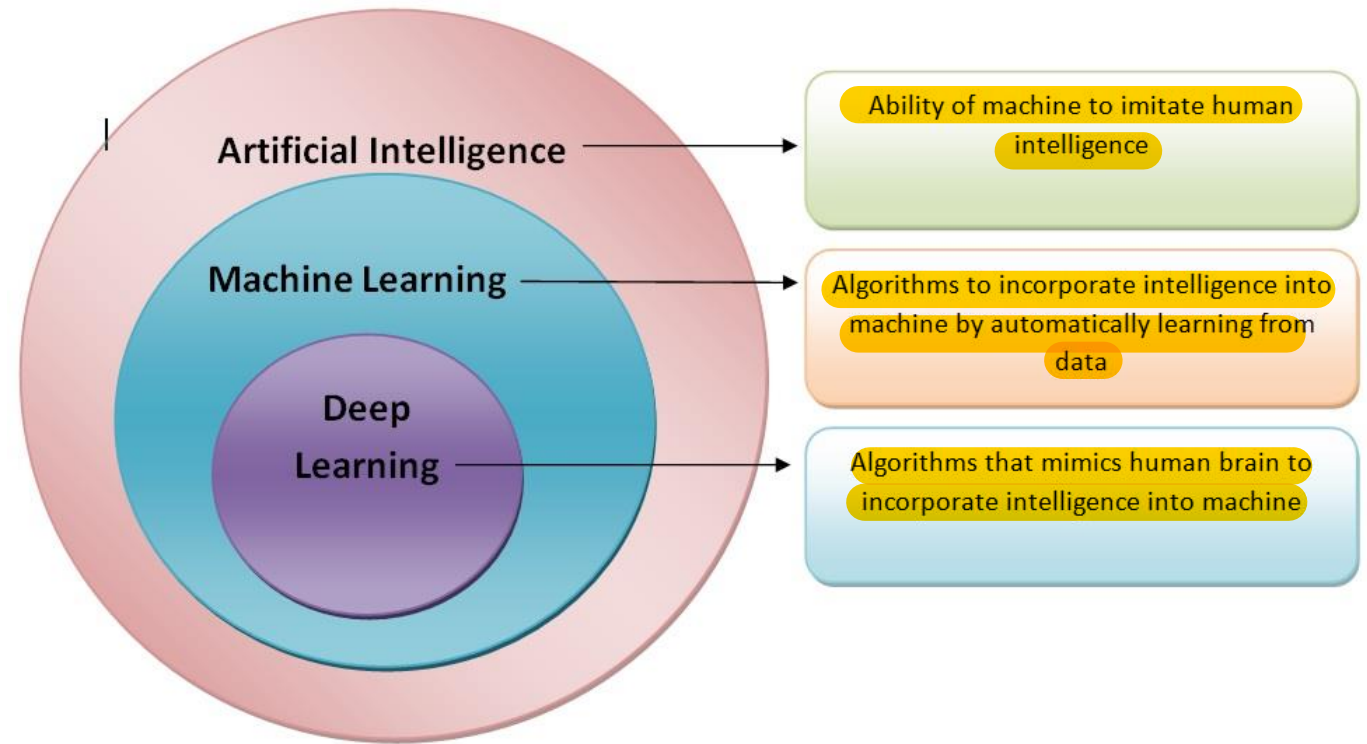 Artificial Intelligence
Ability of machine to imitate human
intelligence
Machine Learning
Algorithms to incorporate intelligence into
machine by automatically learning from
data
Deep
Learning
Algorithms that mimics human brain to
incorporate intelligence into machine